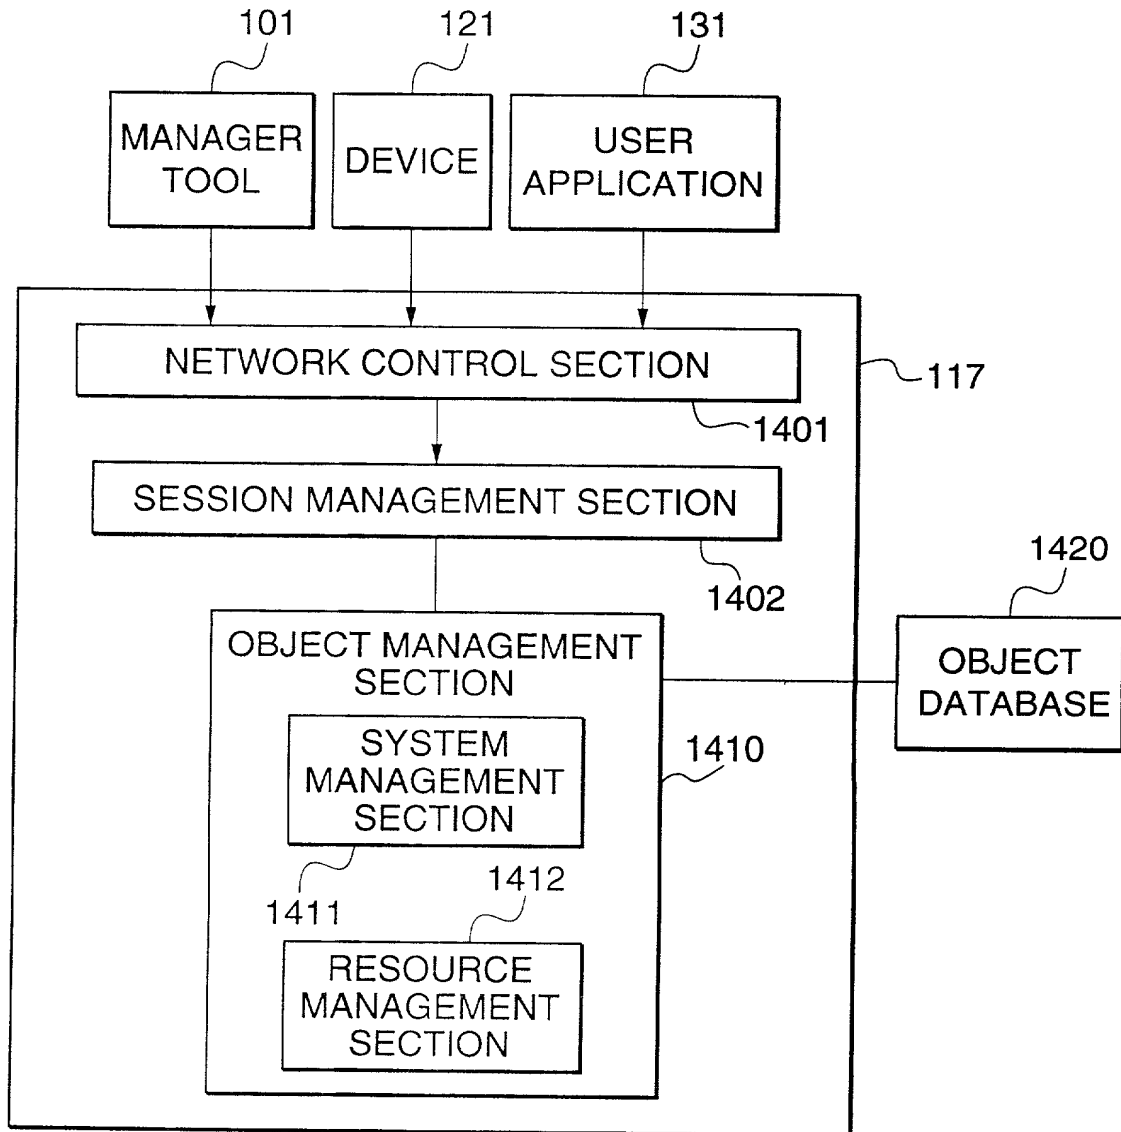 101
121
131
MANAGER
TOOL
DEVICE
USER
APPLICATION
NETWORK CONTROL SECTION
117
1401
SESSION MANAGEMENT SECTION
1402
1420
OBJECT MANAGEMENT
SECTION
OBJECT
DATABASE
SYSTEM
MANAGEMENT
SECTION
1410
1411
1412
RESOURCE
MANAGEMENT
SECTION